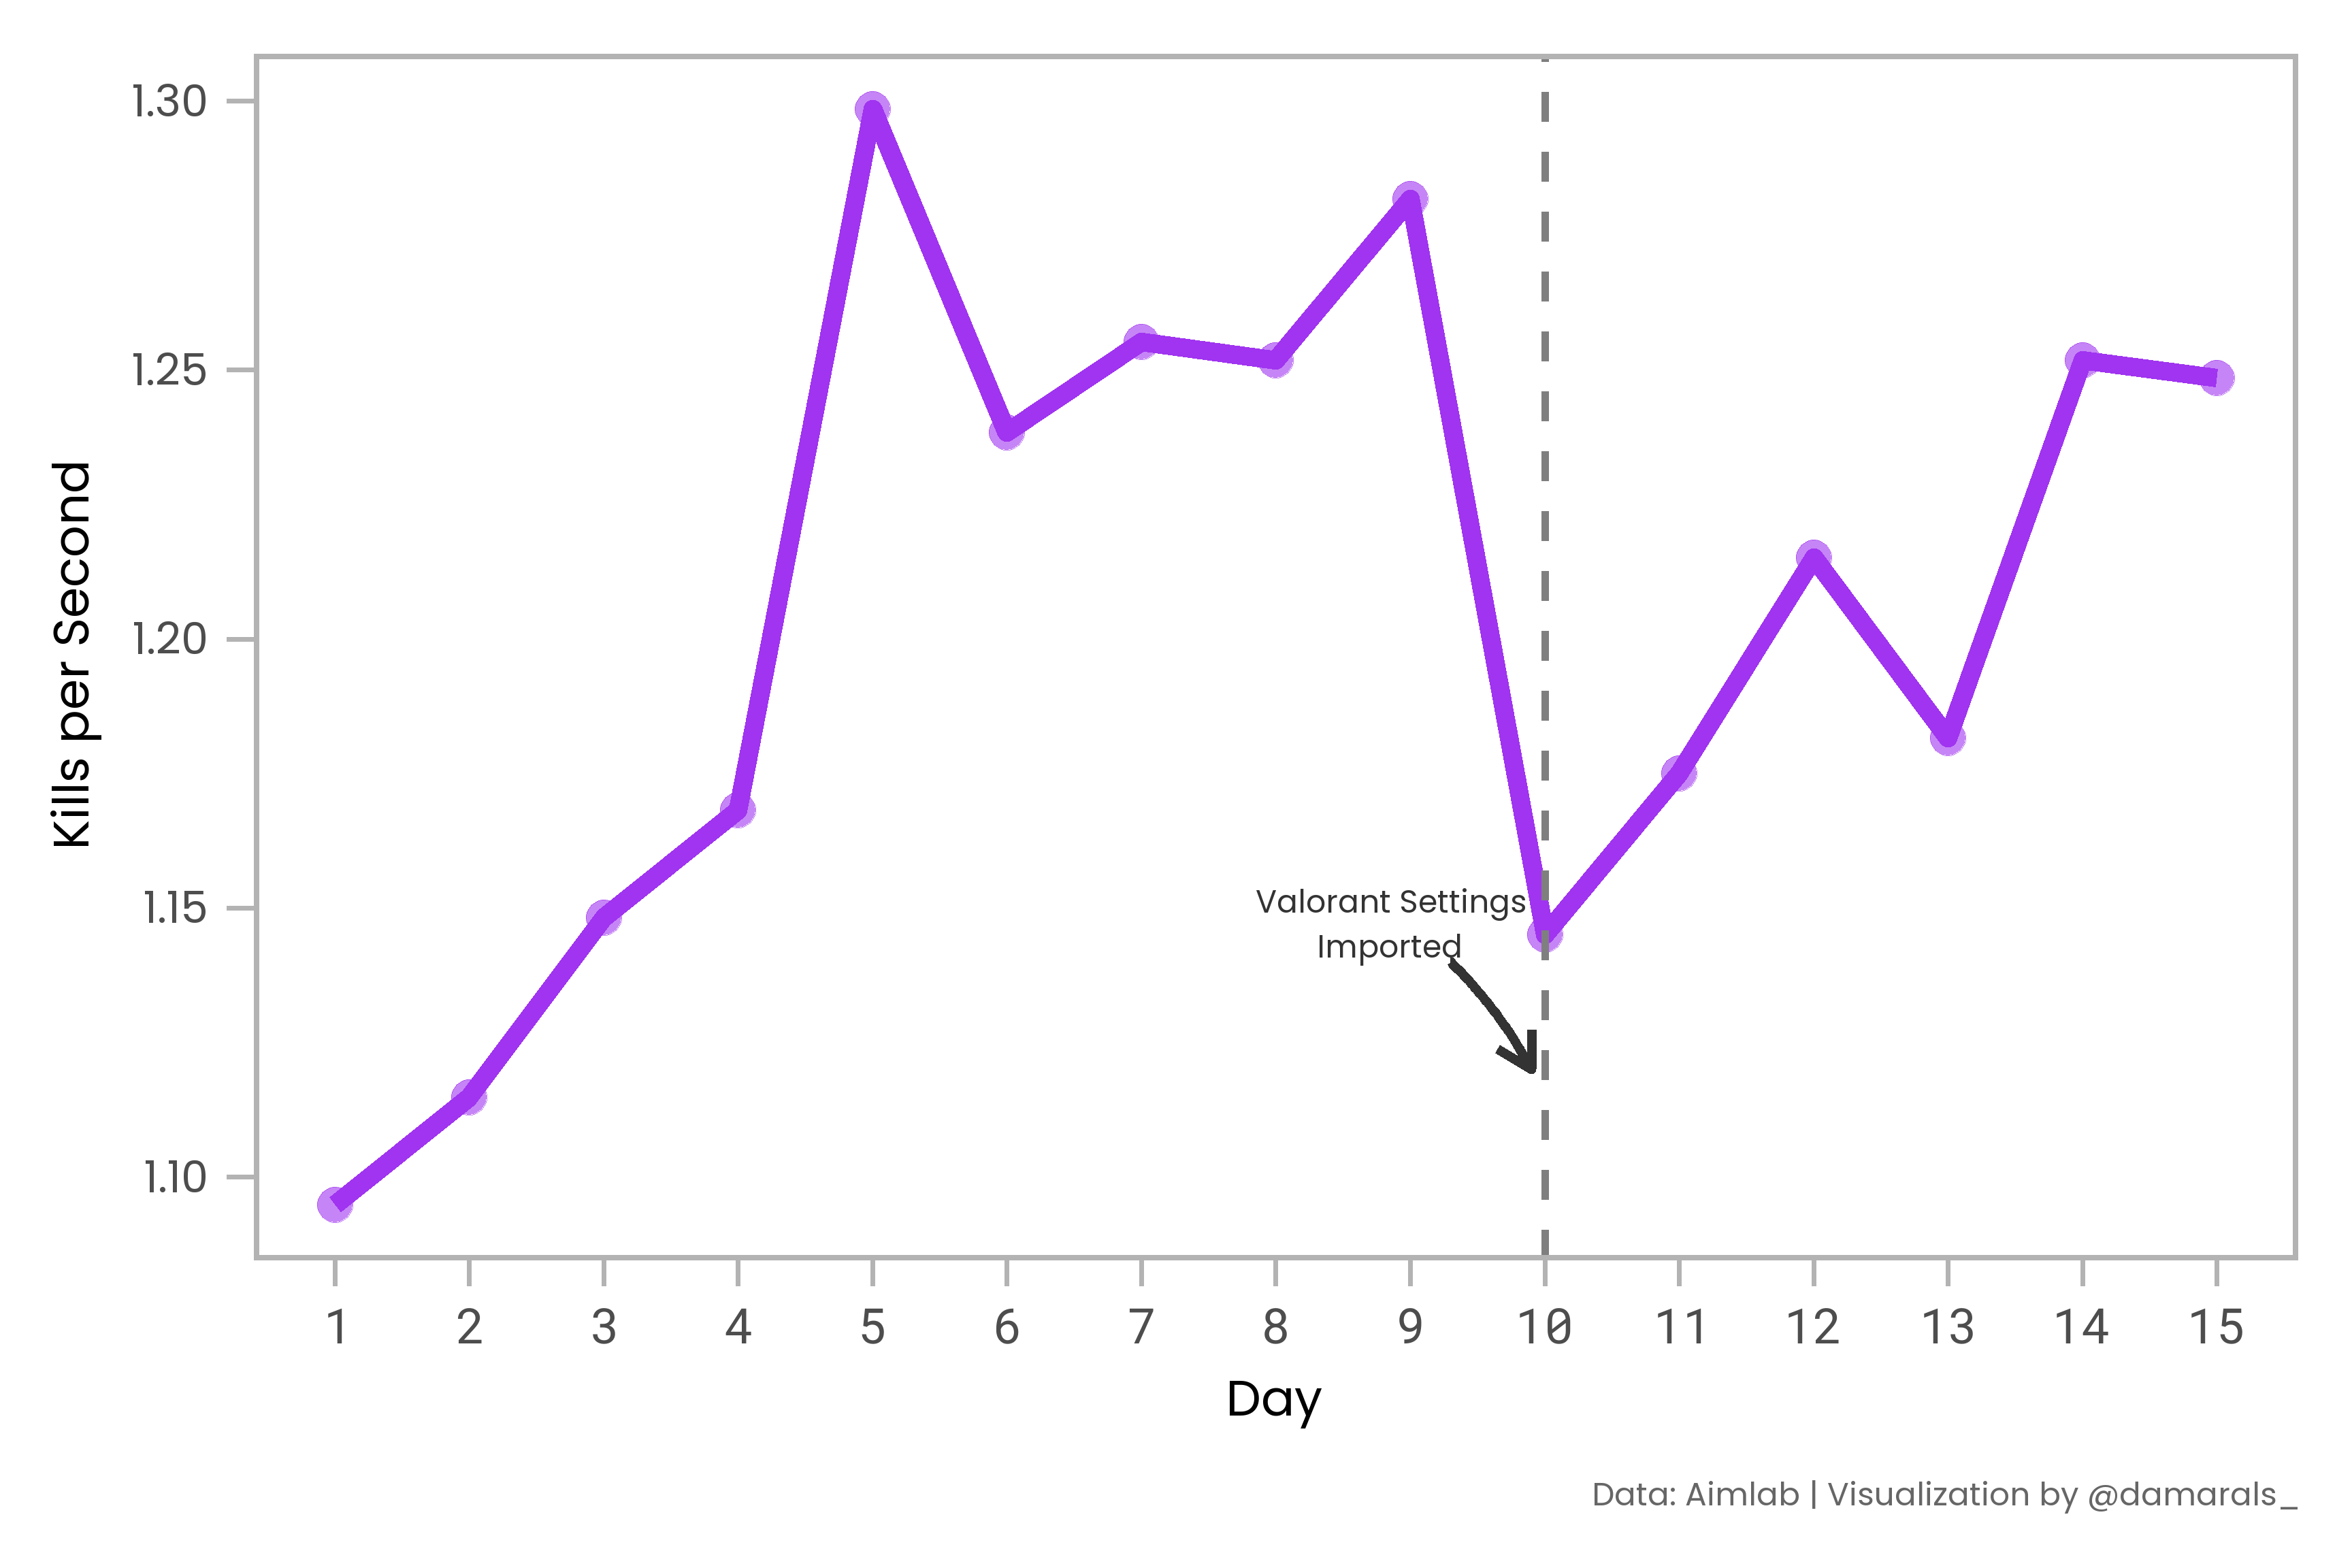 1.30
1.25
1.20
1.15
1.10
Kills per Second
Valorant Settings
Imported
1 2 3 4 5 6 7 8 9 10 11 12 13 14 15
Day
Data: Aimlab | Visualization by @damarals_